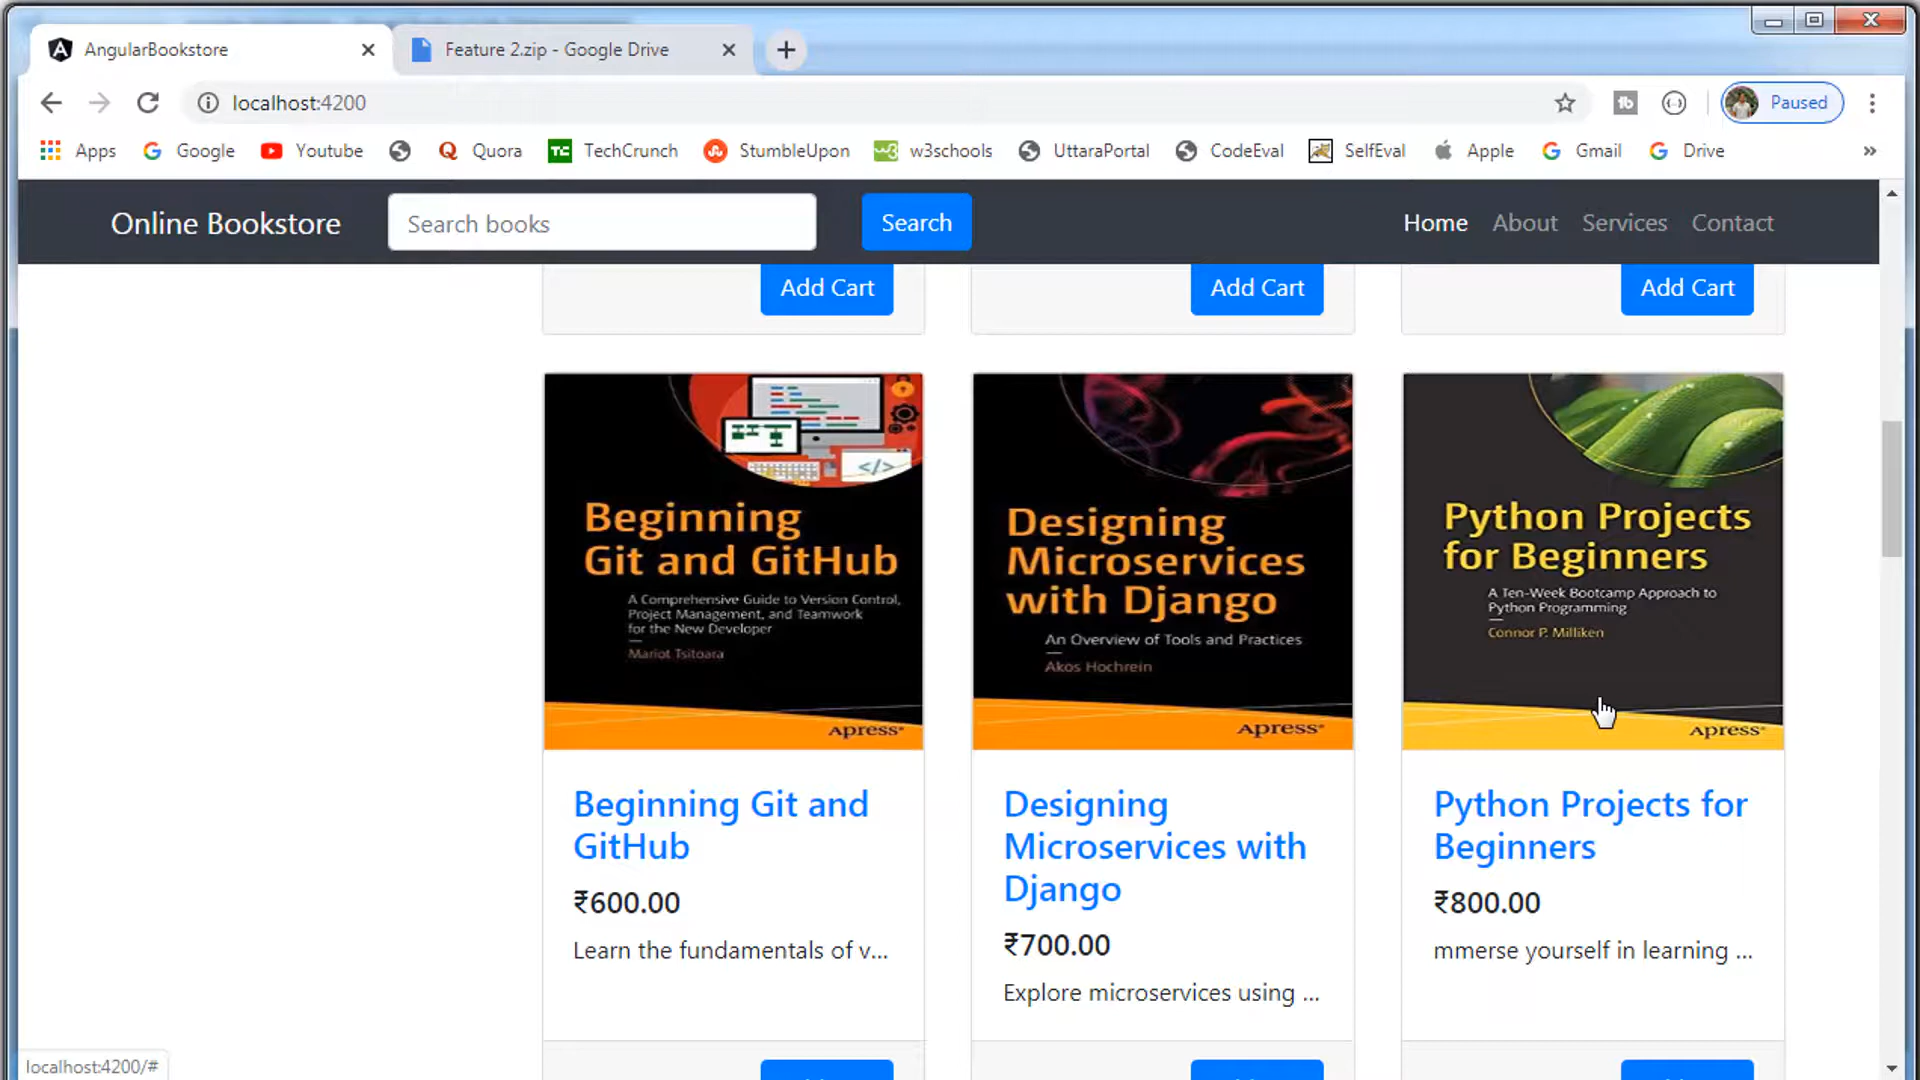 AngularBookstore
Feature 2.zip - Google Drive
localhost:4200
Paused
Apps Google Youtube Quora TechCrunch StumbleUpon w3schools UttaraPortal CodeEval SelfEval Apple Gmail Drive »
Online Bookstore Search books Search Home About Services Contact
Add Cart Add Cart Add Cart
Beginning
Git and GitHub
A Comprehensive Guide to Version Control,
Project Management, and Teamwork
for the New Developer
Mariot Tsitoara
Apress®
Designing
Microservices
with Django
An Overview of Tools and Practices
Akos Hochrein
Apress®
Python Projects
for Beginners
A Ten-Week Bootcamp Approach to
Python Programming
Connor P. Milliken
Apress®
Beginning Git and
GitHub
₹600.00
Learn the fundamentals of v...
Designing
Microservices with
Django
₹700.00
Explore microservices using ...
Python Projects for
Beginners
₹800.00
mmerse yourself in learning ...
localhost:4200/#